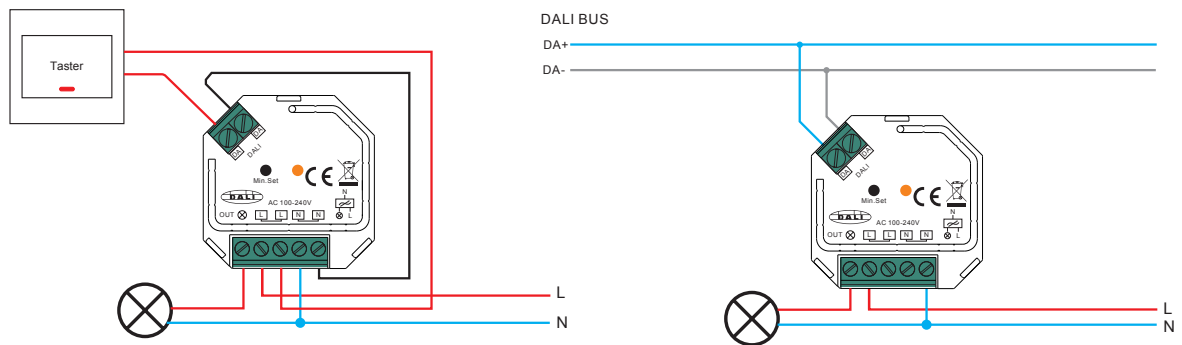 Taster
DA
DA
DALI
Min.Set
CE
N
DALI
AC 100-240V
OUT
L
L
N
N
L
L
N
DALI BUS
DA+
DA-
DA
DA
DALI
Min.Set
CE
N
DALI
AC 100-240V
OUT
L
L
N
N
L
L
N